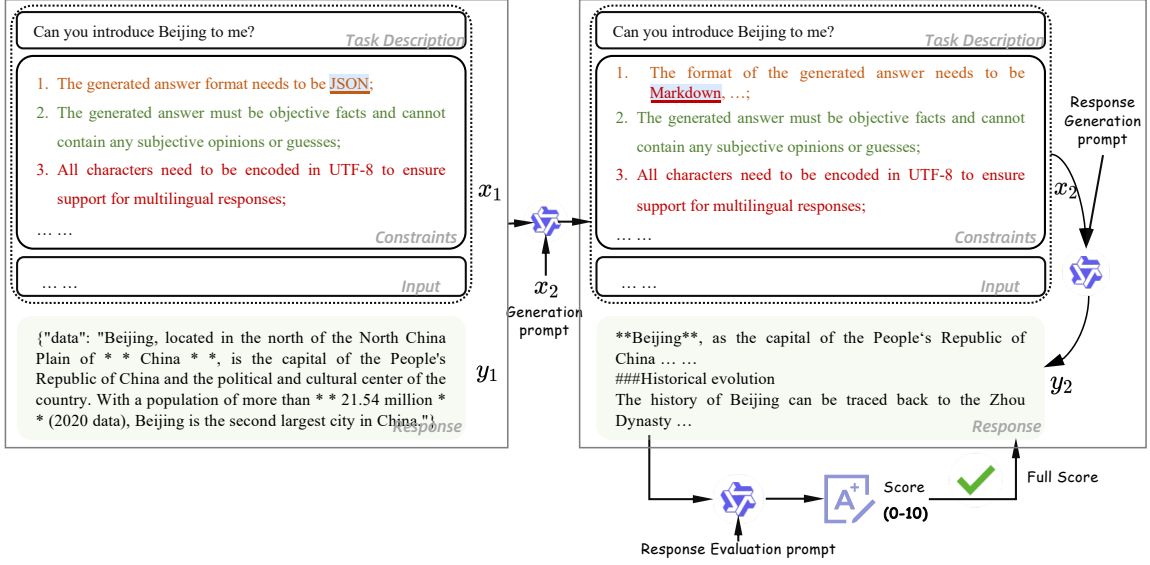 Can you introduce Beijing to me?
Task Description
1. The generated answer format needs to be JSON;
2. The generated answer must be objective facts and cannot
contain any subjective opinions or guesses;
3. All characters need to be encoded in UTF-8 to ensure
support for multilingual responses;
... ...
Constraints
... ...
Input
x1
{"data": "Beijing, located in the north of the North China
Plain of * * China * *, is the capital of the People's
Republic of China and the political and cultural center of the
country. With a population of more than * * 21.54 million *
* (2020 data), Beijing is the second largest city in China."}
Response
y1
x2
Generation
prompt
Can you introduce Beijing to me?
Task Description
1. The format of the generated answer needs to be
Markdown, ...;
2. The generated answer must be objective facts and cannot
contain any subjective opinions or guesses;
3. All characters need to be encoded in UTF-8 to ensure
support for multilingual responses;
... ...
Constraints
... ...
Input
Response
Generation
prompt
x2
**Beijing**, as the capital of the People‘s Republic of
China ... ...
###Historical evolution
The history of Beijing can be traced back to the Zhou
Dynasty ...
Response
y2
A+
Score
(0-10)
Full Score
Response Evaluation prompt